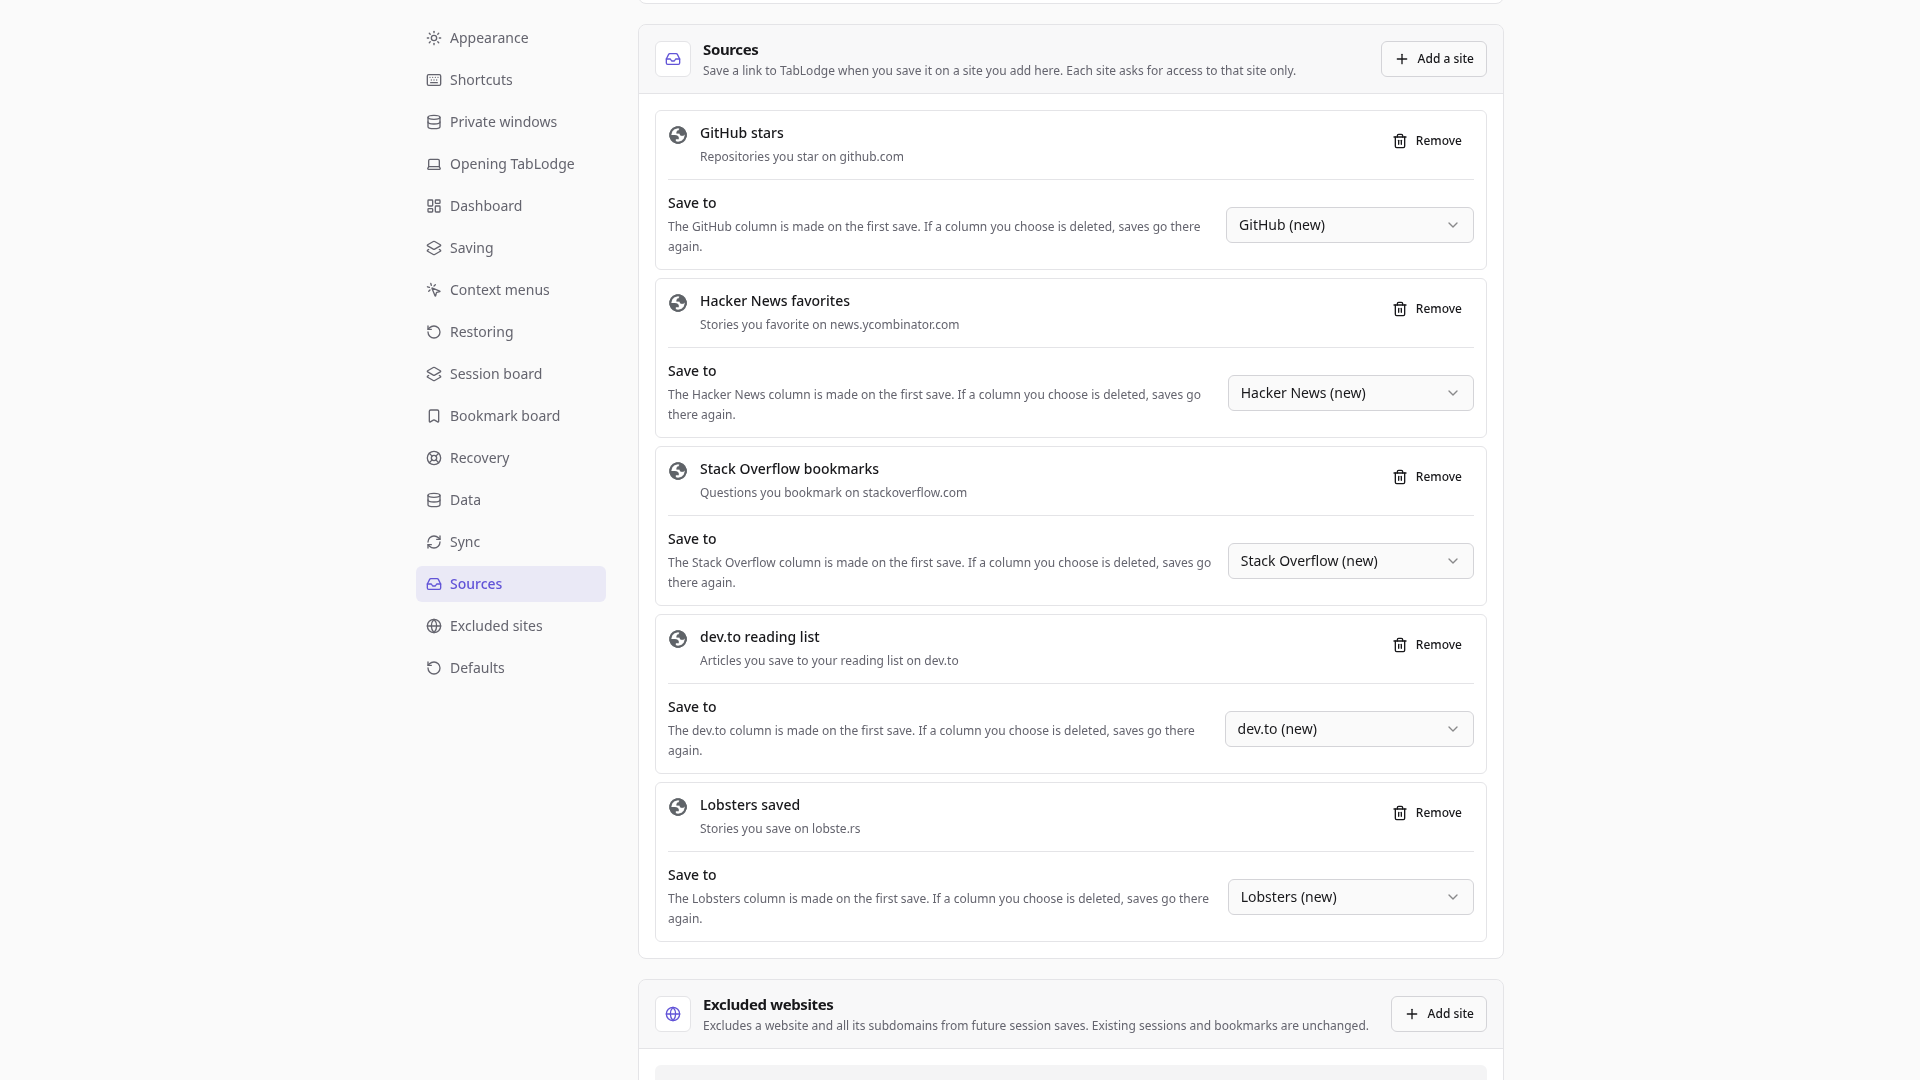 Appearance
Shortcuts
Private windows
Opening TabLodge
Dashboard
Saving
Context menus
Restoring
Session board
Bookmark board
Recovery
Data
Sync
Sources
Excluded sites
Defaults
Sources
Save a link to TabLodge when you save it on a site you add here. Each site asks for access to that site only.
Add a site
GitHub stars
Repositories you star on github.com
Remove
Save to
The GitHub column is made on the first save. If a column you choose is deleted, saves go there
again.
GitHub (new)
Hacker News favorites
Stories you favorite on news.ycombinator.com
Remove
Save to
The Hacker News column is made on the first save. If a column you choose is deleted, saves go
there again.
Hacker News (new)
Stack Overflow bookmarks
Questions you bookmark on stackoverflow.com
Remove
Save to
The Stack Overflow column is made on the first save. If a column you choose is deleted, saves go
there again.
Stack Overflow (new)
dev.to reading list
Articles you save to your reading list on dev.to
Remove
Save to
The dev.to column is made on the first save. If a column you choose is deleted, saves go there
again.
dev.to (new)
Lobsters saved
Stories you save on lobste.rs
Remove
Save to
The Lobsters column is made on the first save. If a column you choose is deleted, saves go there
again.
Lobsters (new)
Excluded websites
Excludes a website and all its subdomains from future session saves. Existing sessions and bookmarks are unchanged.
Add site